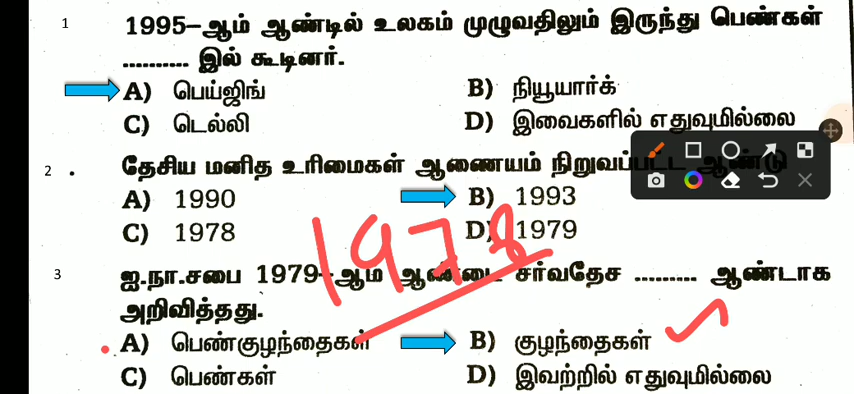 1 1995-ஆம் ஆண்டில் உலகம் முழுவதிலும் இருந்து பெண்கள்
.......... இல் கூடினர்.
A) பெய்ஜிங் B) நியூயார்க்
C) டெல்லி D) இவைகளில் எதுவுமில்லை
2 . தேசிய மனித உரிமைகள் ஆணையம் நிறுவப்பட்ட ஆண்டு
A) 1990 B) 1993
C) 1978 D) 1979
1978
3 ஐ.நா.சபை 1979-ஆம் ஆண்டை சர்வதேச ......... ஆண்டாக
அறிவித்தது.
A) பெண்குழந்தைகள் B) குழந்தைகள்
C) பெண்கள் D) இவற்றில் எதுவுமில்லை